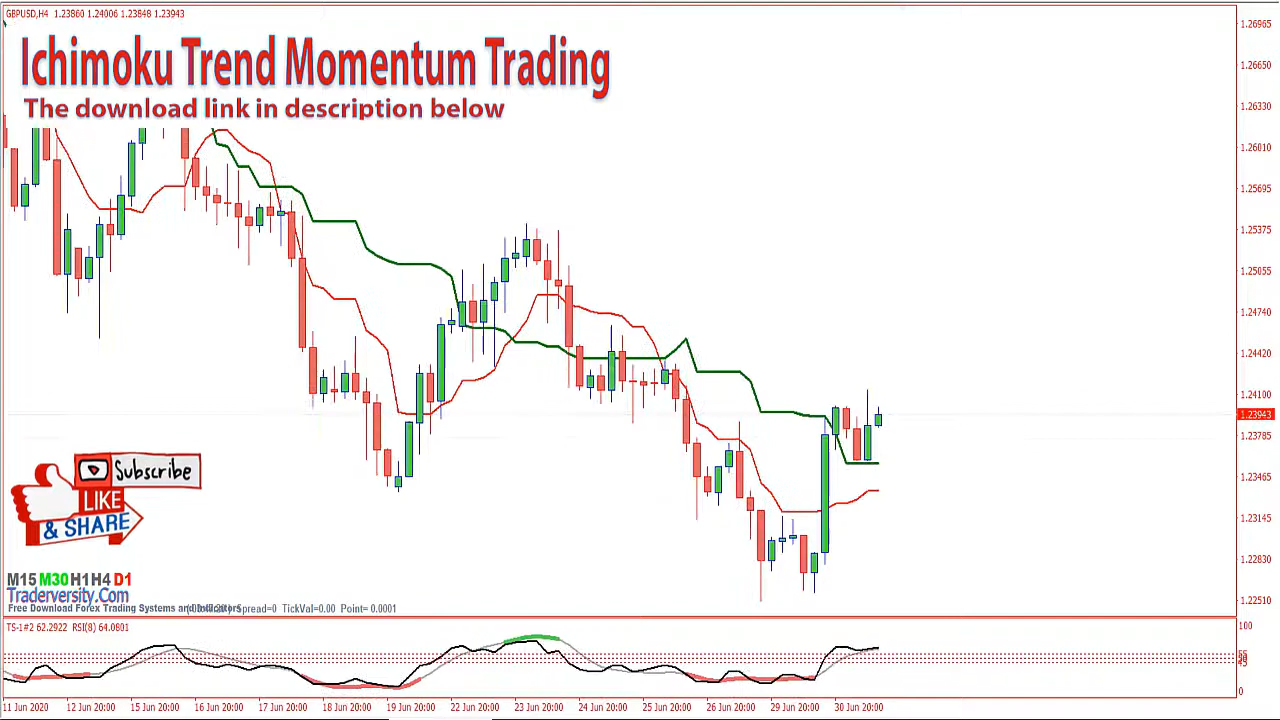 GBPUSD,H4 1.23860 1.24006 1.23848 1.23943
Ichimoku Trend Momentum Trading
The download link in description below
1.26965
1.26650
1.26330
1.26010
1.25695
1.25375
1.25055
1.24740
1.24420
1.24100
1.23943
1.23785
1.23465
1.23145
1.22830
1.22510
Subscribe
LIKE
& SHARE
M15 M30 H1 H4 D1
Traderversity.Com
Free Download Forex Trading Systems and Indicators Spread=0 TickVal=0.00 Point= 0.0001
TS-1#2 62.2922 RSI(8) 64.0801
100
0
11 Jun 2020 12 Jun 20:00 15 Jun 20:00 16 Jun 20:00 17 Jun 20:00 18 Jun 20:00 19 Jun 20:00 22 Jun 20:00 23 Jun 20:00 24 Jun 20:00 25 Jun 20:00 26 Jun 20:00 29 Jun 20:00 30 Jun 20:00